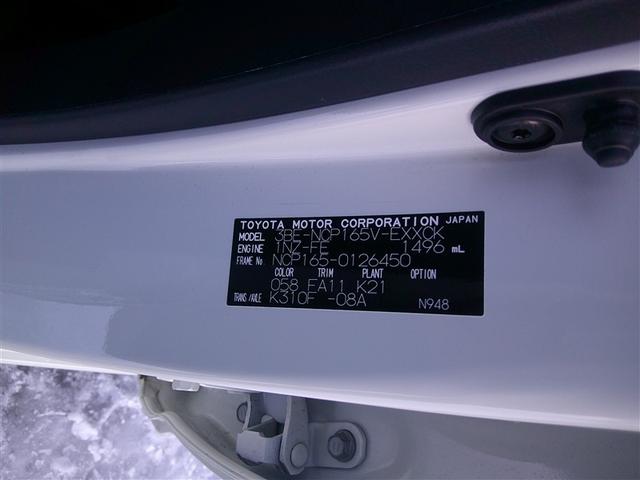 TOYOTA MOTOR CORPORATION JAPAN
MODEL 3BE-NCP165V-EXXCK
ENGINE 1NZ-FE 1496 mL
FRAME No NCP165-0126450
COLOR TRIM PLANT OPTION
058 FA11 K21
TRANS/AXLE K310F -08A N948